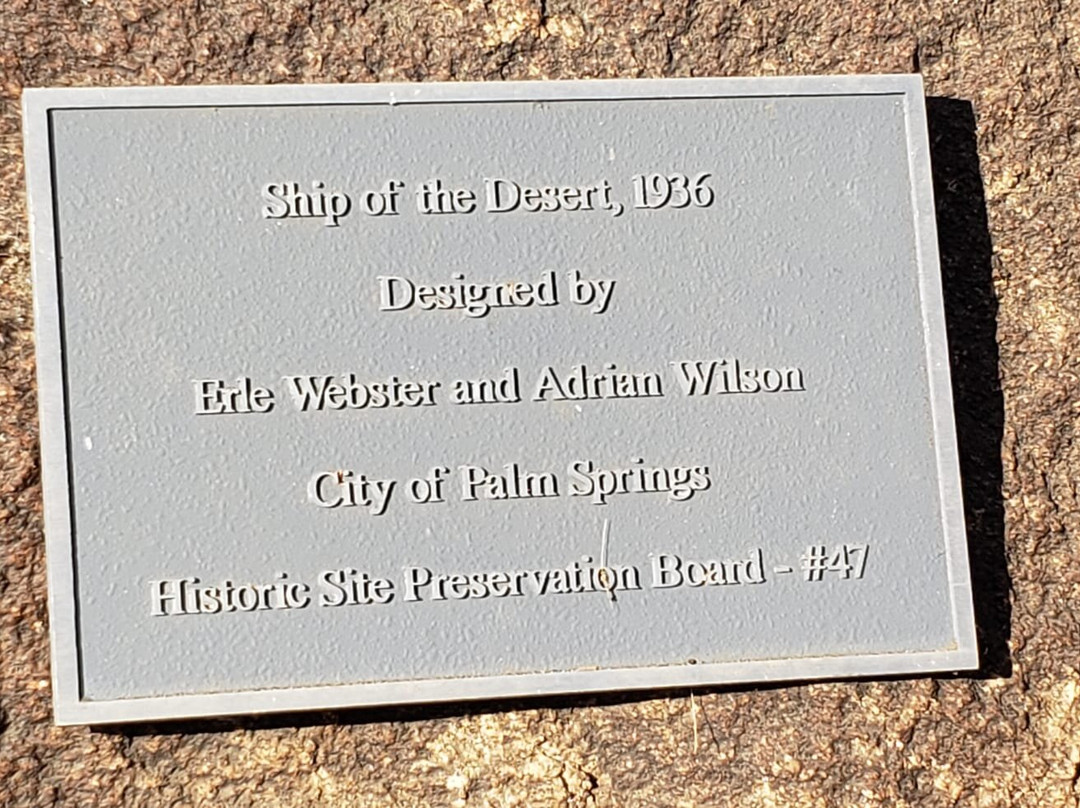 Ship of the Desert, 1936
Designed by
Erle Webster and Adrian Wilson
City of Palm Springs
Historic Site Preservation Board - #47